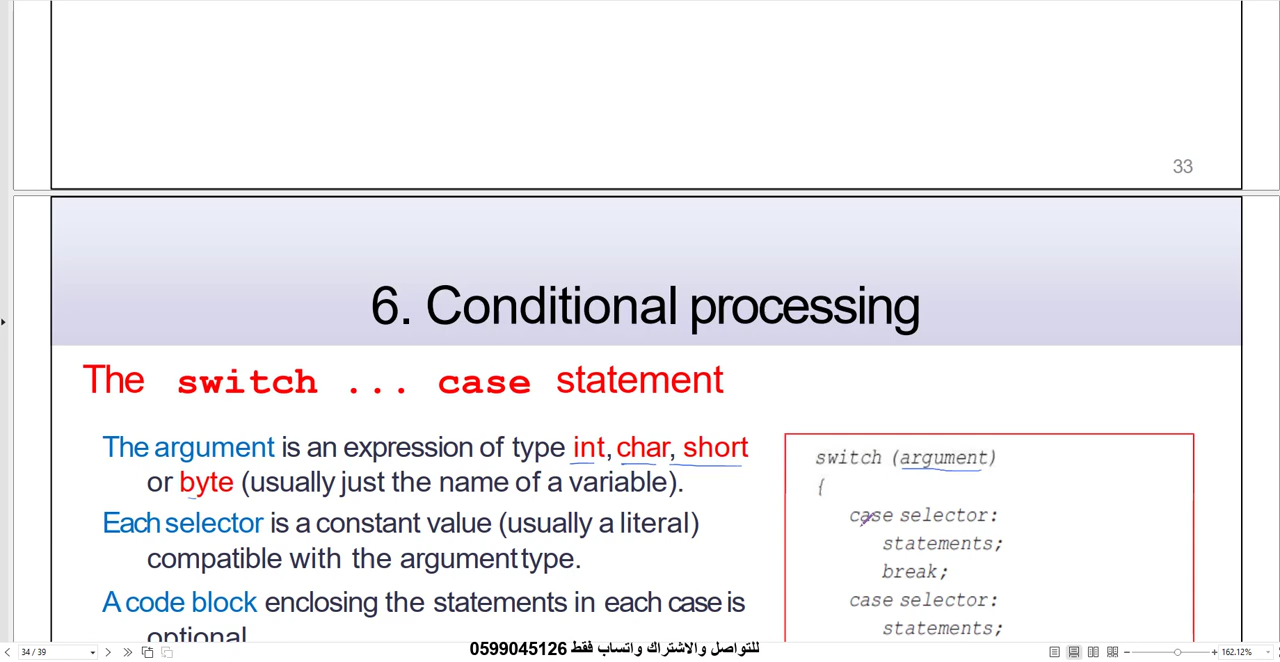 33
6. Conditional processing
The switch ... case statement
The argument is an expression of type int, char, short
or byte (usually just the name of a variable).
Each selector is a constant value (usually a literal)
compatible with the argument type.
A code block enclosing the statements in each case is
optional
switch (argument)
{
case selector:
statements;
break;
case selector:
statements;
34 / 39
للتواصل والاشتراك واتساب فقط 0599045126
162.12%